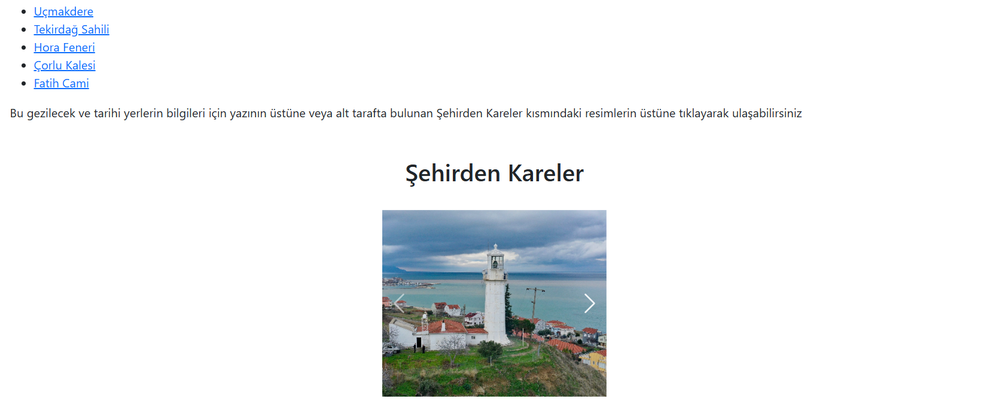 Uçmakdere
Tekirdağ Sahili
Hora Feneri
Çorlu Kalesi
Fatih Cami
Bu gezilecek ve tarihi yerlerin bilgileri için yazının üstüne veya alt tarafta bulunan Şehirden Kareler kısmındaki resimlerin üstüne tıklayarak ulaşabilirsiniz
Şehirden Kareler